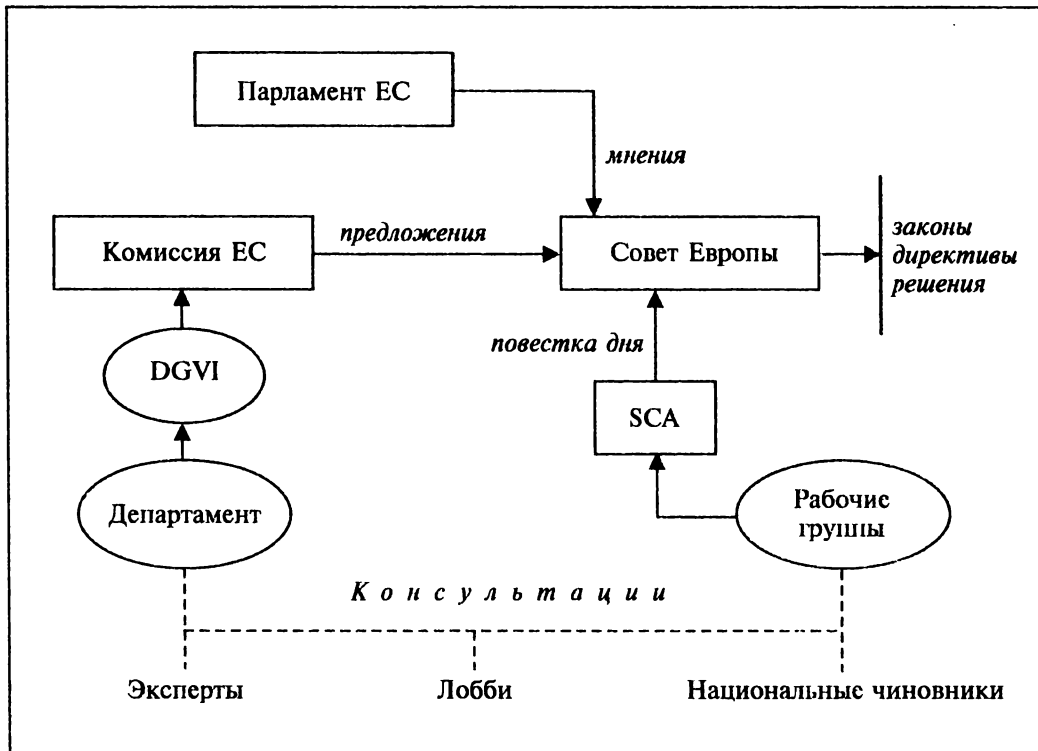 Парламент ЕС
мнения
Комиссия ЕС
предложения
Совет Европы
законы
директивы
решения
повестка дня
DGVI
SCA
Департамент
Рабочие
группы
Консультации
Эксперты
Лобби
Национальные чиновники